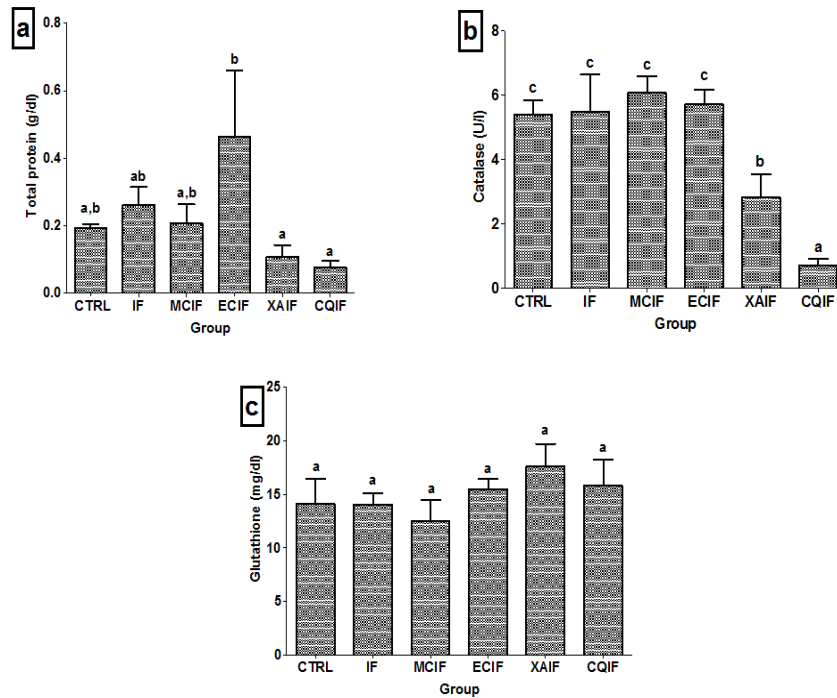 a
Total protein (g/dl)
0.8
0.6
0.4
0.2
0.0
a,b
ab
a,b
b
a
a
CTRL IF MCIF ECIF XAIF CQIF
Group
b
Catalase (U/l)
8
6
4
2
0
c
c
c
c
b
a
CTRL IF MCIF ECIF XAIF CQIF
Group
c
Glutathione (mg/dl)
25
20
15
10
5
0
a
a
a
a
a
a
CTRL IF MCIF ECIF XAIF CQIF
Group